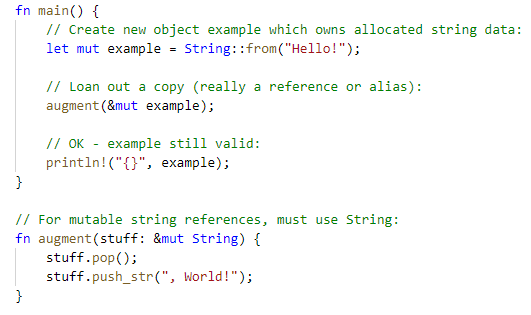 fn main() {
    // Create new object example which owns allocated string data:
    let mut example = String::from("Hello!");
    // Loan out a copy (really a reference or alias):
    augment(&mut example);
    // OK - example still valid:
    println!("{}", example);
}
// For mutable string references, must use String:
fn augment(stuff: &mut String) {
    stuff.pop();
    stuff.push_str(", World!");
}